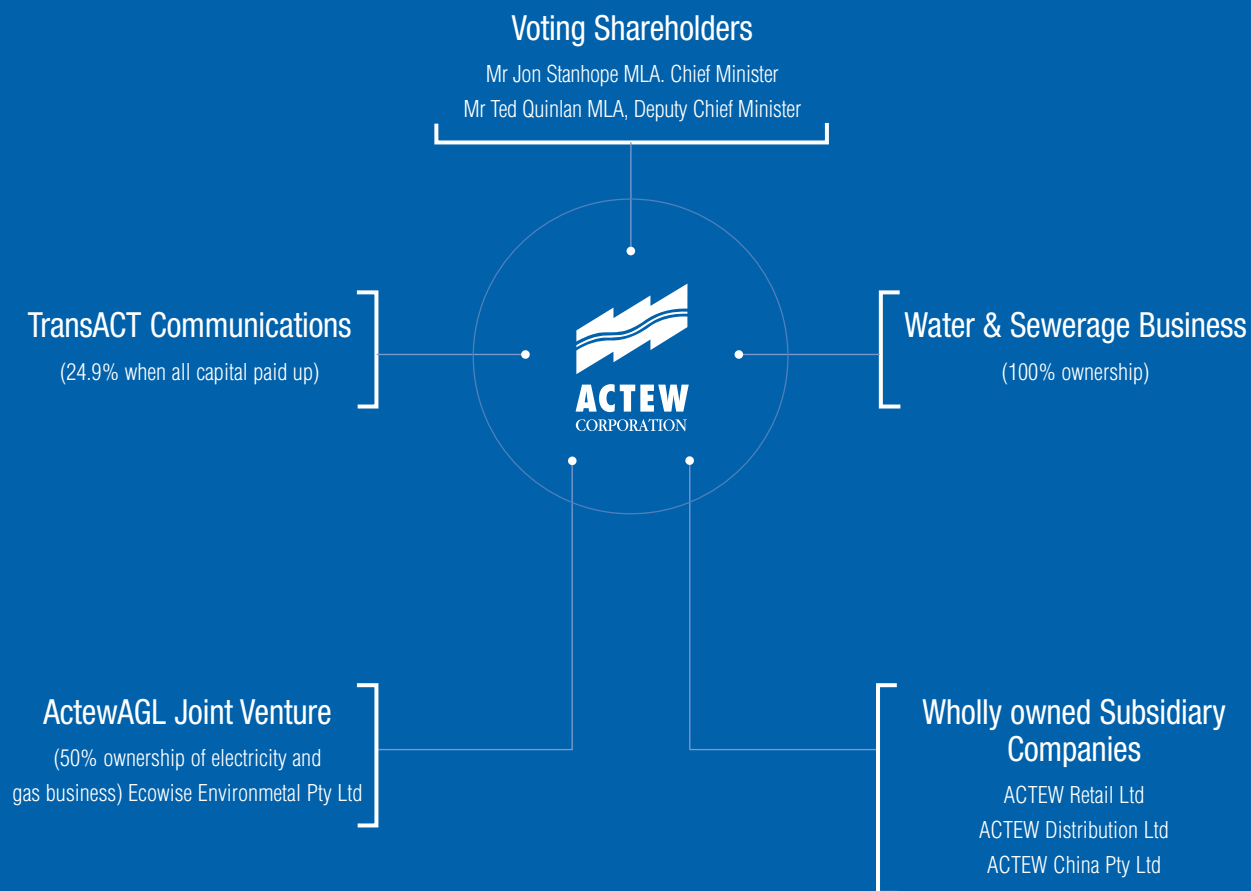 Voting Shareholders
Mr Jon Stanhope MLA. Chief Minister
Mr Ted Quinlan MLA, Deputy Chief Minister
TransACT Communications
(24.9% when all capital paid up)
ACTEW
CORPORATION
Water & Sewerage Business
(100% ownership)
ActewAGL Joint Venture
(50% ownership of electricity and
gas business) Ecowise Environmetal Pty Ltd
Wholly owned Subsidiary
Companies
ACTEW Retail Ltd
ACTEW Distribution Ltd
ACTEW China Pty Ltd